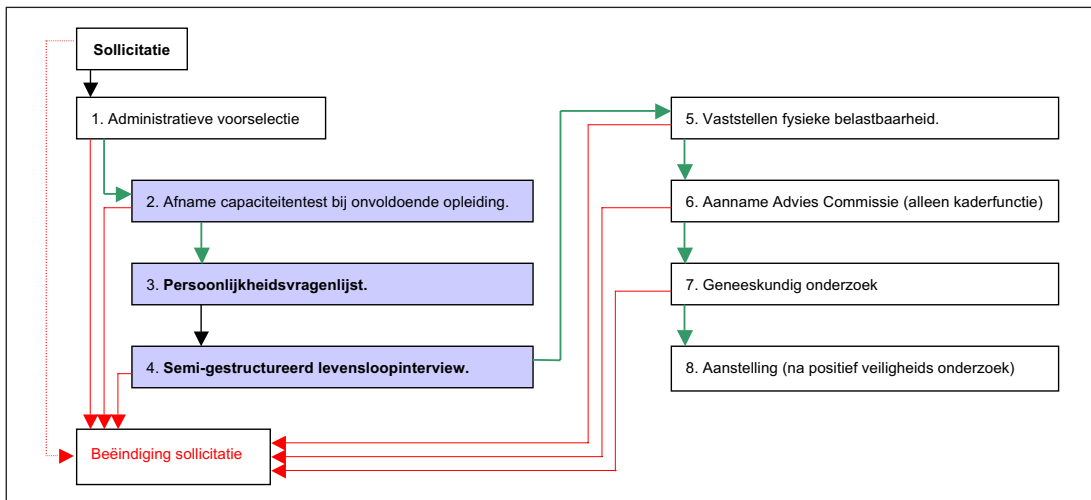 Sollicitatie
1. Administratieve voorselectie
2. Afname capaciteitentest bij onvoldoende opleiding.
3. Persoonlijkheidsvragenlijst.
4. Semi-gestructureerd levensloopinterview.
Beëindiging sollicitatie
5. Vaststellen fysieke belastbaarheid.
6. Aanname Advies Commissie (alleen kaderfunctie)
7. Geneeskundig onderzoek
8. Aanstelling (na positief veiligheids onderzoek)